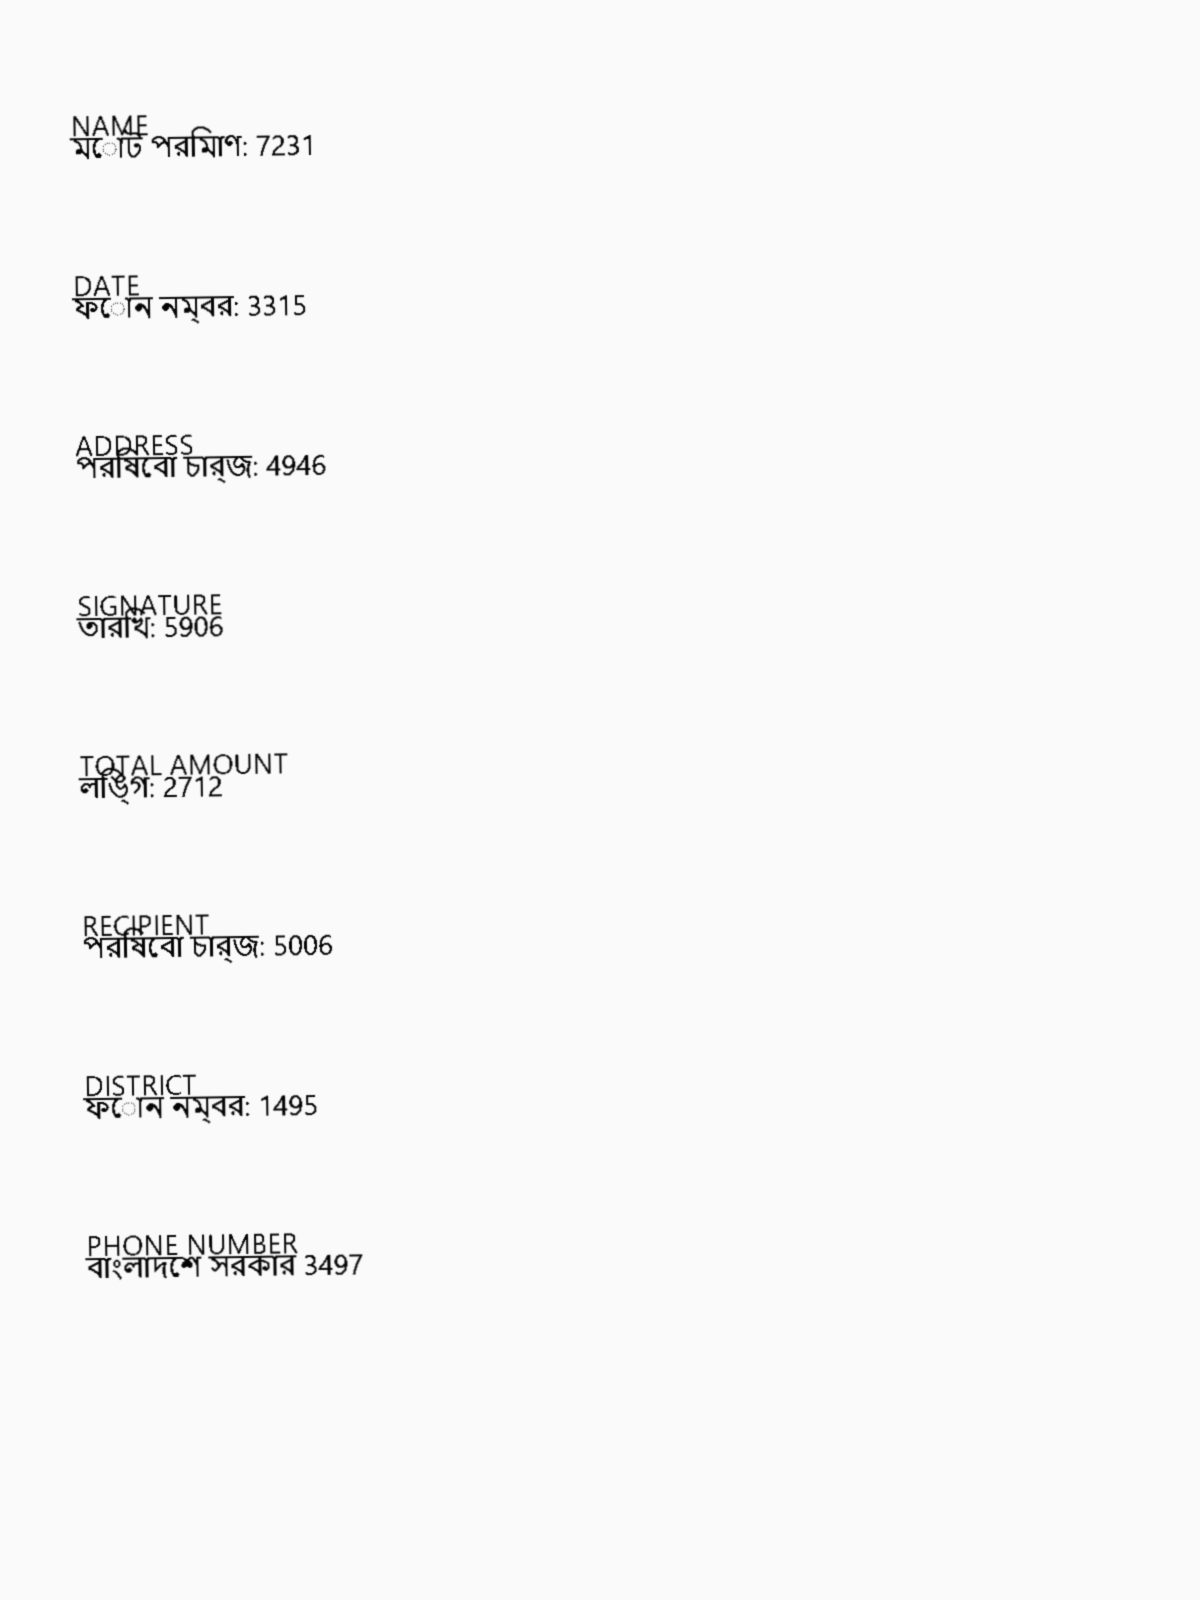 NAME
মোট পরিমাণ: 7231
DATE
ফোন নম্বর: 3315
ADDRESS
পরিষেবা চার্জ: 4946
SIGNATURE
তারিখ: 5906
TOTAL AMOUNT
লিঙ্গ: 2712
RECIPIENT
পরিষেবা চার্জ: 5006
DISTRICT
ফোন নম্বর: 1495
PHONE NUMBER
বাংলাদেশ সরকার 3497